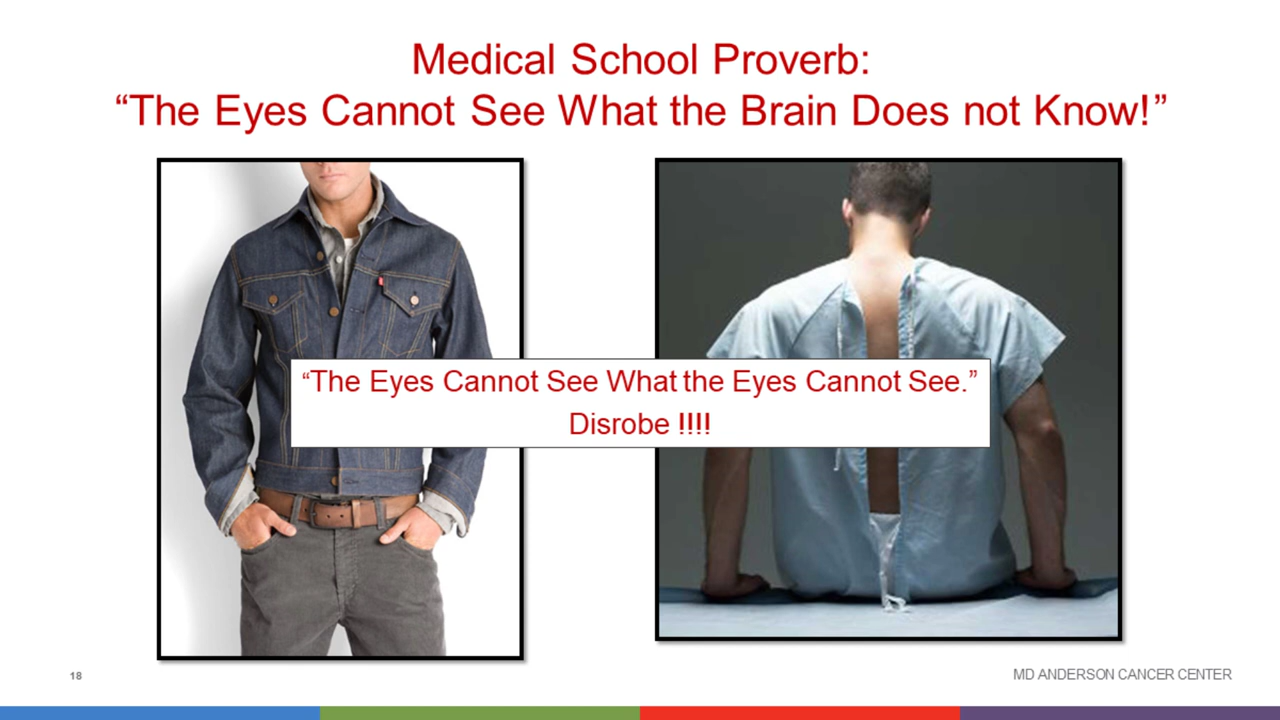 Medical School Proverb:
“The Eyes Cannot See What the Brain Does not Know!”
“The Eyes Cannot See What the Eyes Cannot See.”
Disrobe !!!!
18
MD ANDERSON CANCER CENTER